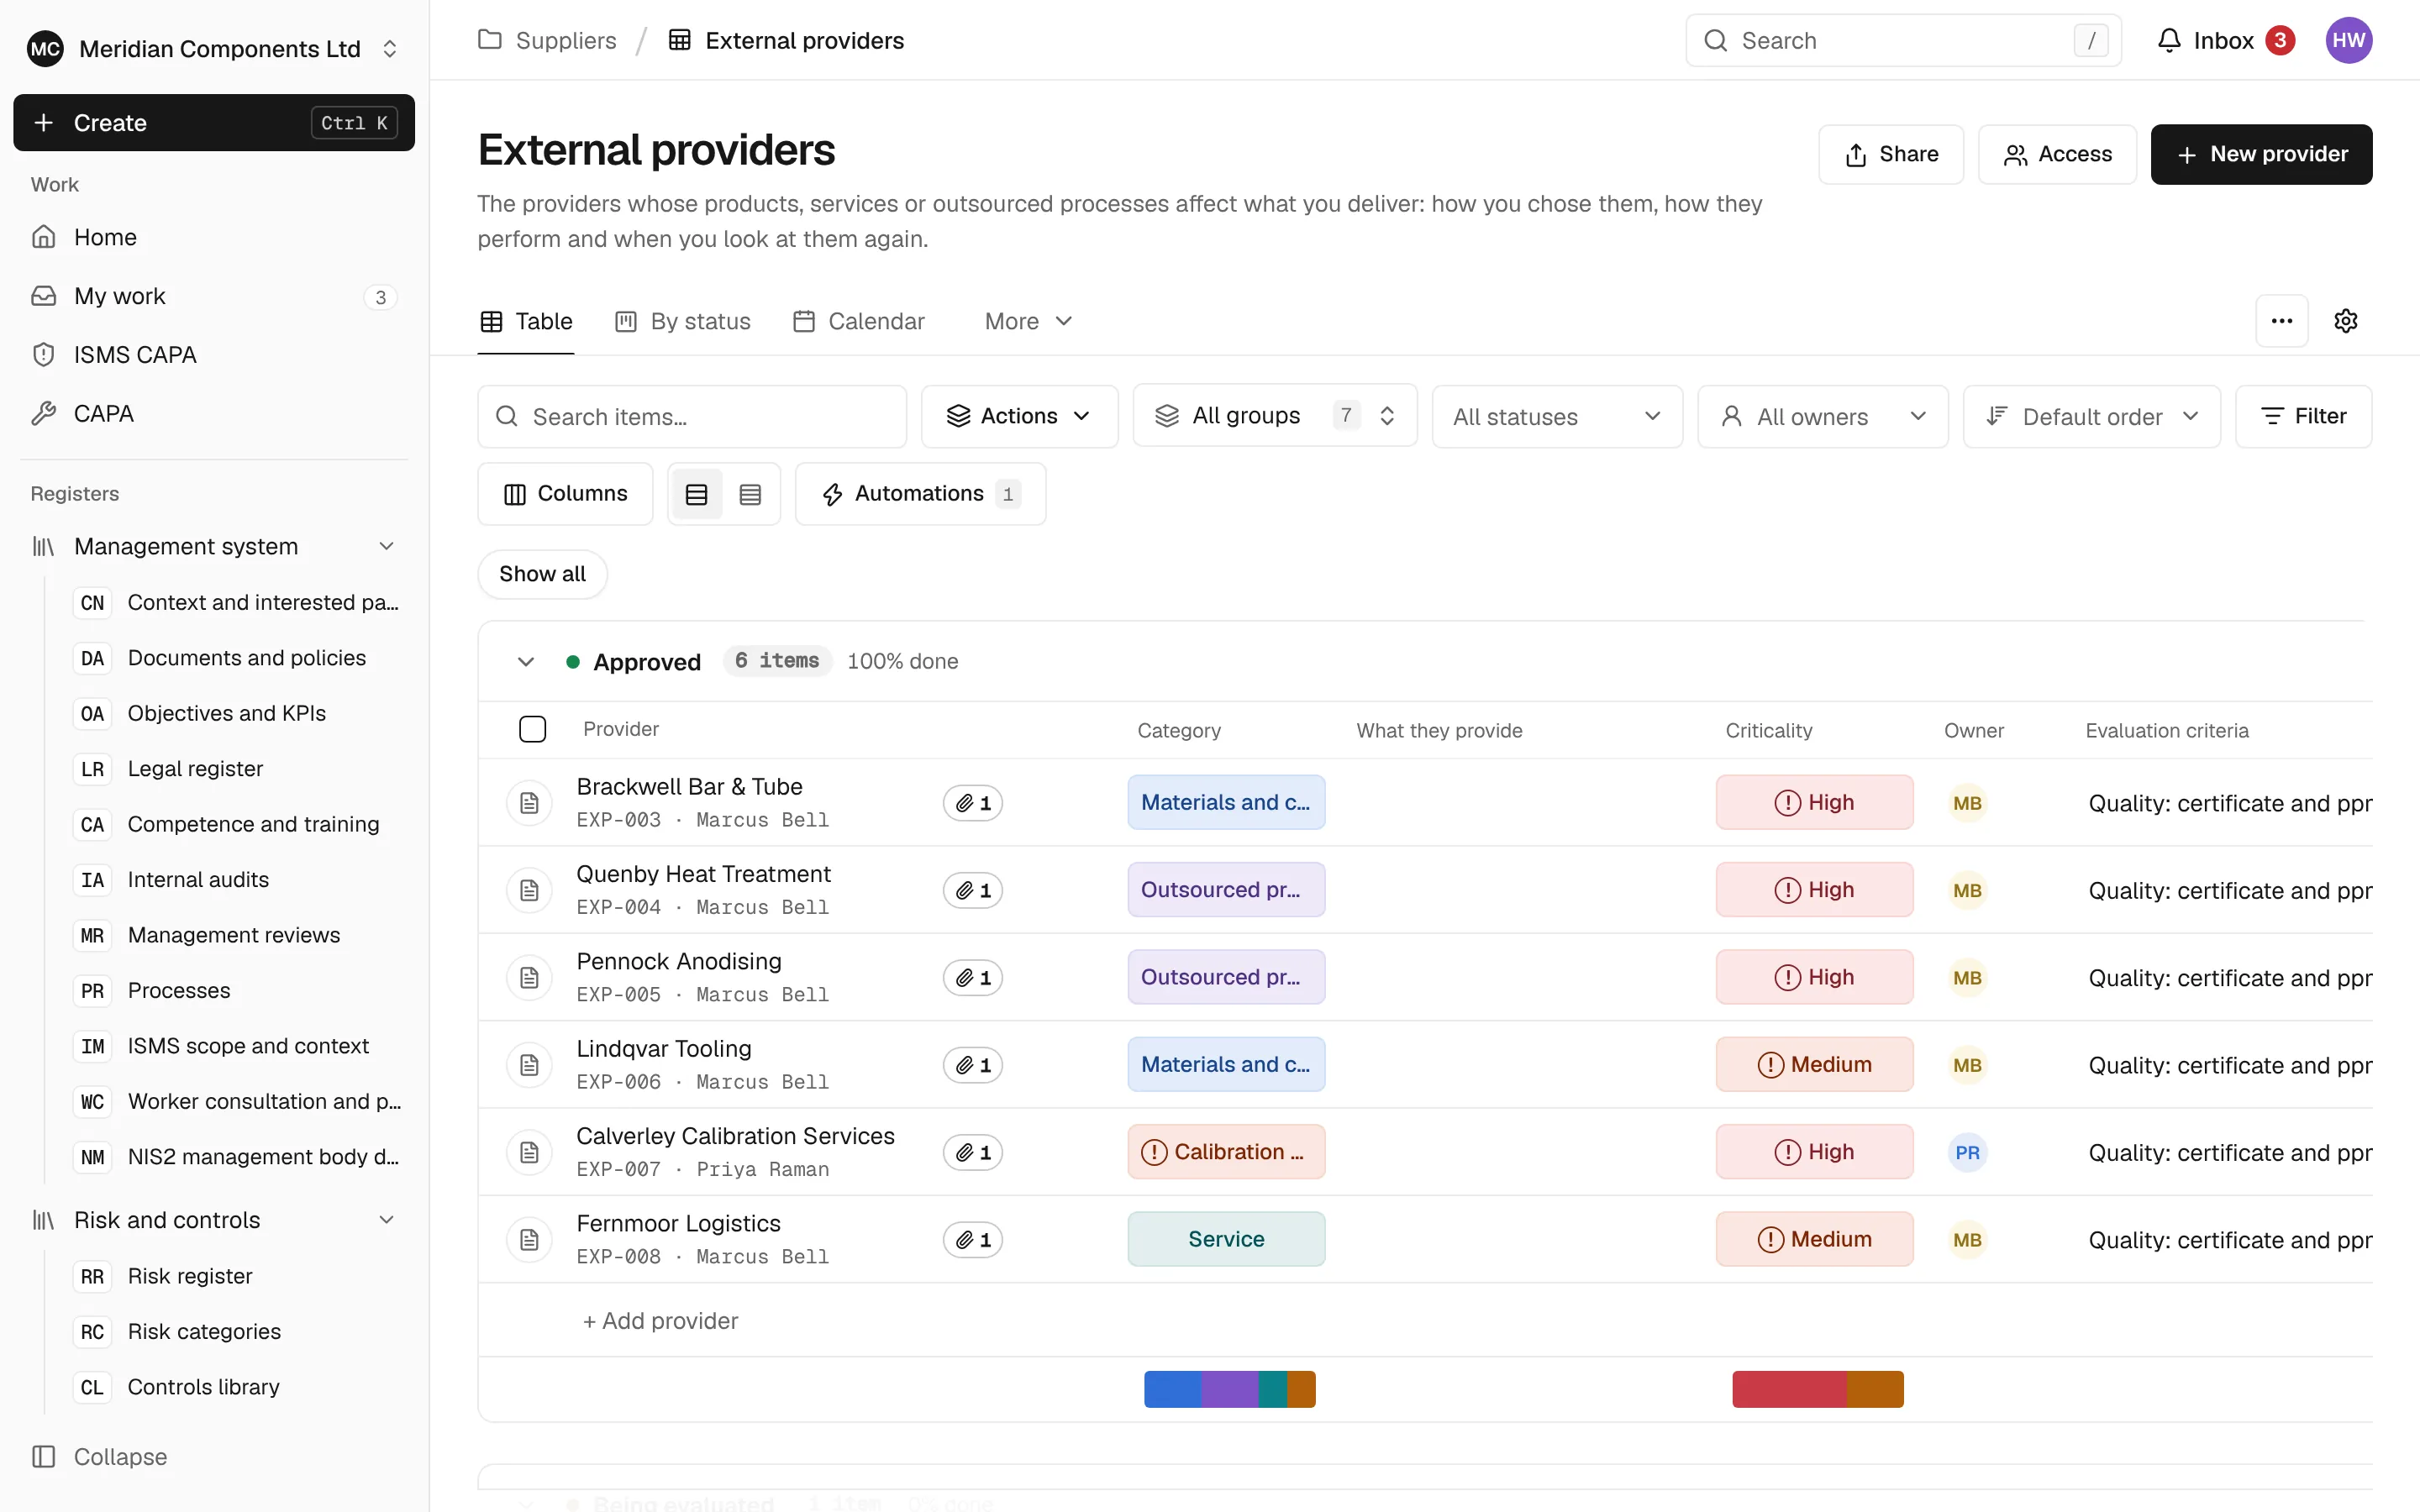 MC Meridian Components Ltd
Create Ctrl K
Work
Home
My work 3
ISMS CAPA
CAPA
Registers
Management system
CN Context and interested pa...
DA Documents and policies
OA Objectives and KPIs
LR Legal register
CA Competence and training
IA Internal audits
MR Management reviews
PR Processes
IM ISMS scope and context
WC Worker consultation and p...
NM NIS2 management body d...
Risk and controls
RR Risk register
RC Risk categories
CL Controls library
Collapse
Suppliers / External providers
Search /
Inbox 3
HW
External providers
The providers whose products, services or outsourced processes affect what you deliver: how you chose them, how they
perform and when you look at them again.
Share
Access
+ New provider
Table
By status
Calendar
More
Search items...
Actions
All groups 7
All statuses
All owners
Default order
Filter
Columns
Automations 1
Show all
Approved 6 items 100% done
Provider Category What they provide Criticality Owner Evaluation criteria
Brackwell Bar & Tube 1 Materials and c... High MB Quality: certificate and ppr
EXP-003 · Marcus Bell
Quenby Heat Treatment 1 Outsourced pr... High MB Quality: certificate and ppr
EXP-004 · Marcus Bell
Pennock Anodising 1 Outsourced pr... High MB Quality: certificate and ppr
EXP-005 · Marcus Bell
Lindqvar Tooling 1 Materials and c... Medium MB Quality: certificate and ppr
EXP-006 · Marcus Bell
Calverley Calibration Services 1 Calibration ... High PR Quality: certificate and ppr
EXP-007 · Priya Raman
Fernmoor Logistics 1 Service Medium MB Quality: certificate and ppr
EXP-008 · Marcus Bell
+ Add provider
Being evaluated 1 item 0% done